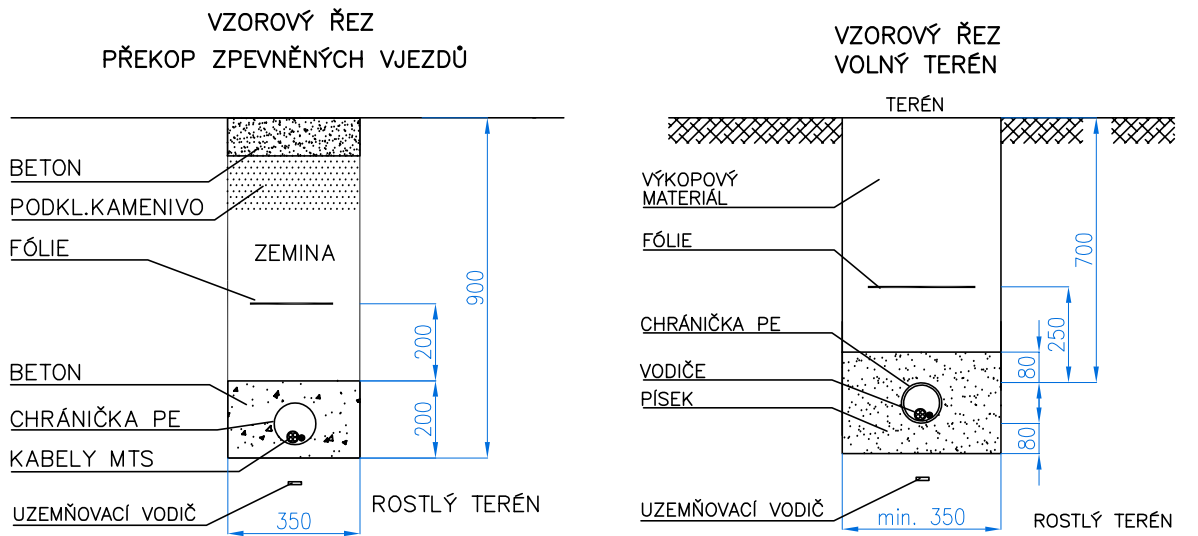 VZOROVÝ ŘEZ
PŘEKOP ZPEVNĚNÝCH VJEZDŮ
BETON
PODKL.KAMENIVO
FÓLIE
ZEMINA
BETON
CHRÁNIČKA PE
KABELY MTS
UZEMŇOVACÍ VODIČ
ROSTLÝ TERÉN
900
200
200
350
VZOROVÝ ŘEZ
VOLNÝ TERÉN
TERÉN
VÝKOPOVÝ
MATERIÁL
FÓLIE
CHRÁNIČKA PE
VODIČE
PÍSEK
UZEMŇOVACÍ VODIČ
ROSTLÝ TERÉN
700
250
80
80
min. 350